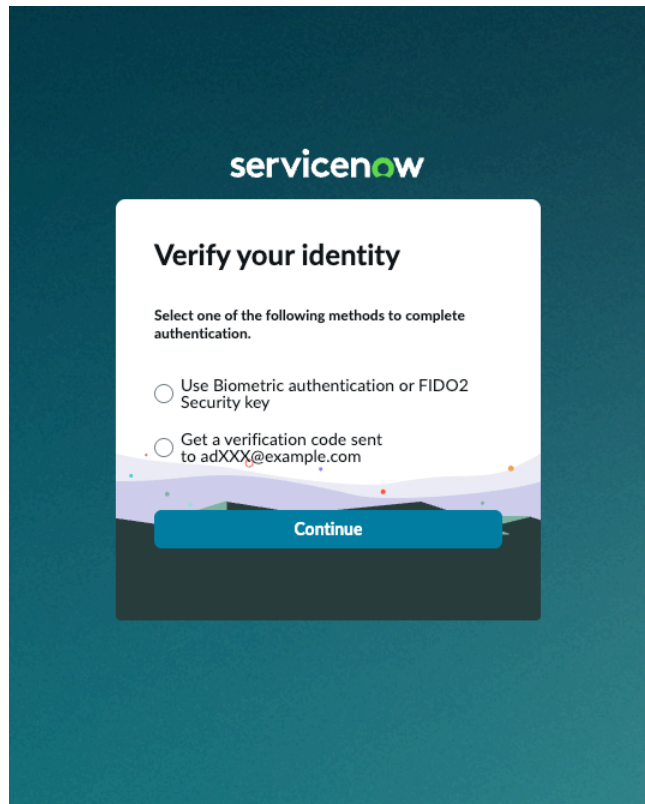 servicenow
Verify your identity
Select one of the following methods to complete
authentication.
Use Biometric authentication or FIDO2
Security key
Get a verification code sent
to adXXX@example.com
Continue